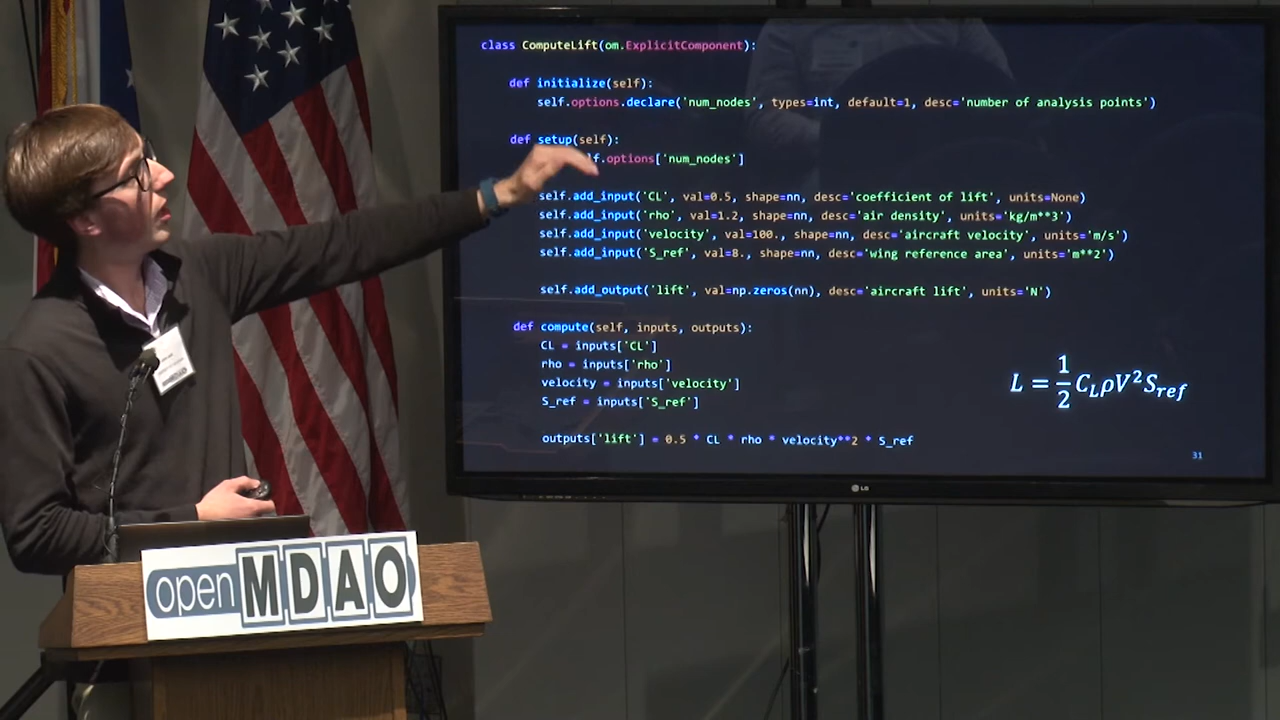 class ComputeLift(om.ExplicitComponent):
def initialize(self):
self.options.declare('num_nodes', types=int, default=1, desc='number of analysis points')
def setup(self):
.options['num_nodes']
self.add_input('CL', val=0.5, shape=nn, desc='coefficient of lift', units=None)
self.add_input('rho', val=1.2, shape=nn, desc='air density', units='kg/m**3')
self.add_input('velocity', val=100., shape=nn, desc='aircraft velocity', units='m/s')
self.add_input('S_ref', val=8., shape=nn, desc='wing reference area', units='m**2')
self.add_output('lift', val=np.zeros(nn), desc='aircraft lift', units='N')
def compute(self, inputs, outputs):
CL = inputs['CL']
rho = inputs['rho']
velocity = inputs['velocity']
S_ref = inputs['S_ref']
outputs['lift'] = 0.5 * CL * rho * velocity**2 * S_ref
L = 1/2 C_L ρV² S_ref
31
LG
openMDAO